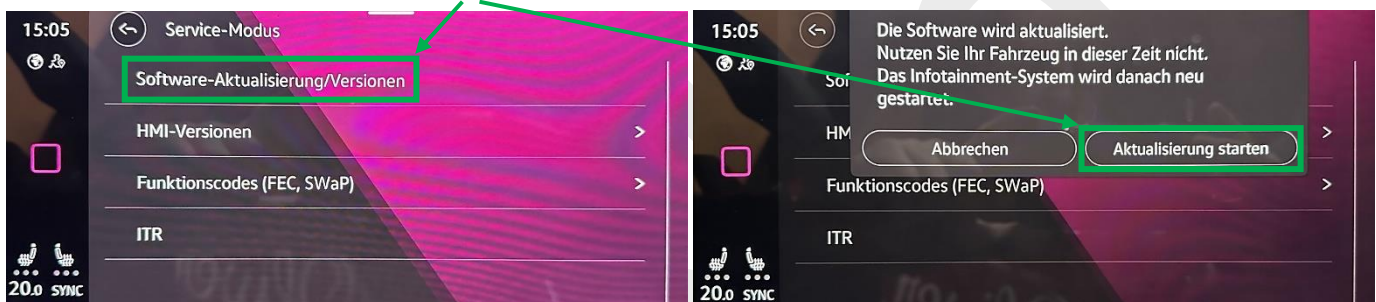 15:05
Service-Modus
Software-Aktualisierung/Versionen
HMI-Versionen
Funktionscodes (FEC, SWaP)
ITR
20.0 SYNC
15:05
Die Software wird aktualisiert.
Nutzen Sie Ihr Fahrzeug in dieser Zeit nicht.
Das Infotainment-System wird danach neu
gestartet.
Sof
HM
Abbrechen
Aktualisierung starten
Funktionscodes (FEC, SWaP)
ITR
20.0 SYNC